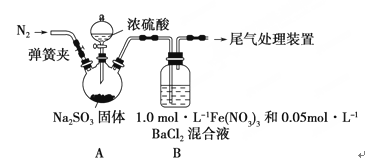 N₂
浓硫酸
尾气处理装置
弹簧夹
Na₂SO₃ 固体 1.0 mol·L⁻¹Fe(NO₃)₃ 和 0.05mol·L⁻¹
BaCl₂ 混合液
A B